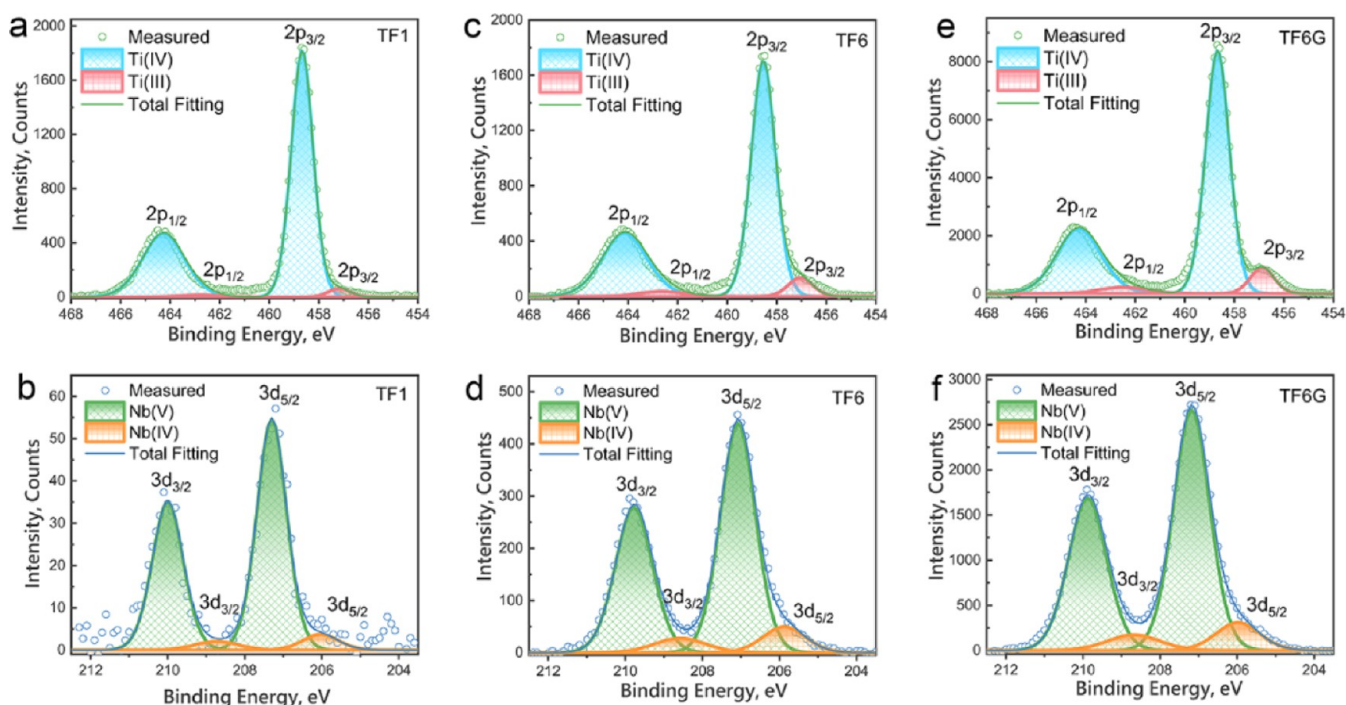 a
TF1
Measured
Ti(IV)
Ti(III)
Total Fitting
2p3/2
2p1/2
2p1/2
2p3/2
Intensity, Counts
2000
1600
1200
800
400
0
468 466 464 462 460 458 456 454
Binding Energy, eV
c
TF6
Measured
Ti(IV)
Ti(III)
Total Fitting
2p3/2
2p1/2
2p1/2
2p3/2
Intensity, Counts
2000
1600
1200
800
400
0
468 466 464 462 460 458 456 454
Binding Energy, eV
e
TF6G
Measured
Ti(IV)
Ti(III)
Total Fitting
2p3/2
2p1/2
2p1/2
2p3/2
Intensity, Counts
8000
6000
4000
2000
0
468 466 464 462 460 458 456 454
Binding Energy, eV
b
TF1
Measured
Nb(V)
Nb(IV)
Total Fitting
3d5/2
3d3/2
3d3/2
3d5/2
Intensity, Counts
60
50
40
30
20
10
0
212 210 208 206 204
Binding Energy, eV
d
TF6
Measured
Nb(V)
Nb(IV)
Total Fitting
3d5/2
3d3/2
3d3/2
3d5/2
Intensity, Counts
500
400
300
200
100
0
212 210 208 206 204
Binding Energy, eV
f
TF6G
Measured
Nb(V)
Nb(IV)
Total Fitting
3d5/2
3d3/2
3d3/2
3d5/2
Intensity, Counts
3000
2500
2000
1500
1000
500
0
212 210 208 206 204
Binding Energy, eV